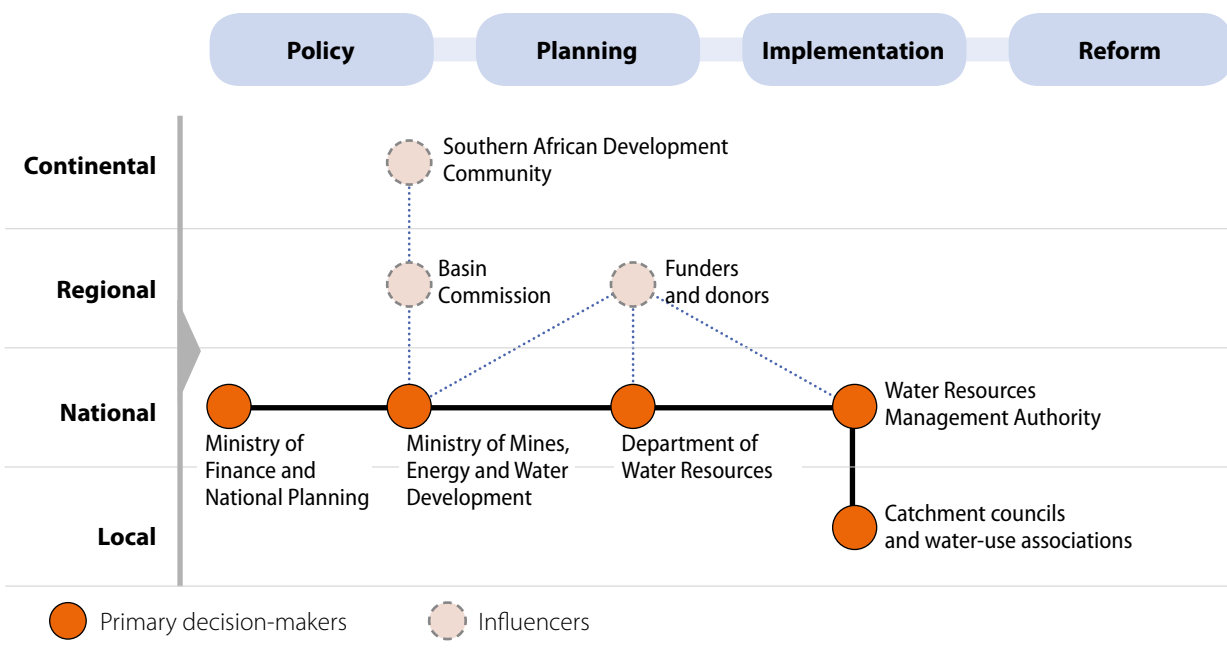 Policy
Planning
Implementation
Reform
Continental
Southern African Development
Community
Regional
Basin
Commission
Funders
and donors
National
Water Resources
Management Authority
Ministry of
Finance and
National Planning
Ministry of Mines,
Energy and Water
Development
Department of
Water Resources
Local
Catchment councils
and water-use associations
Primary decision-makers
Influencers